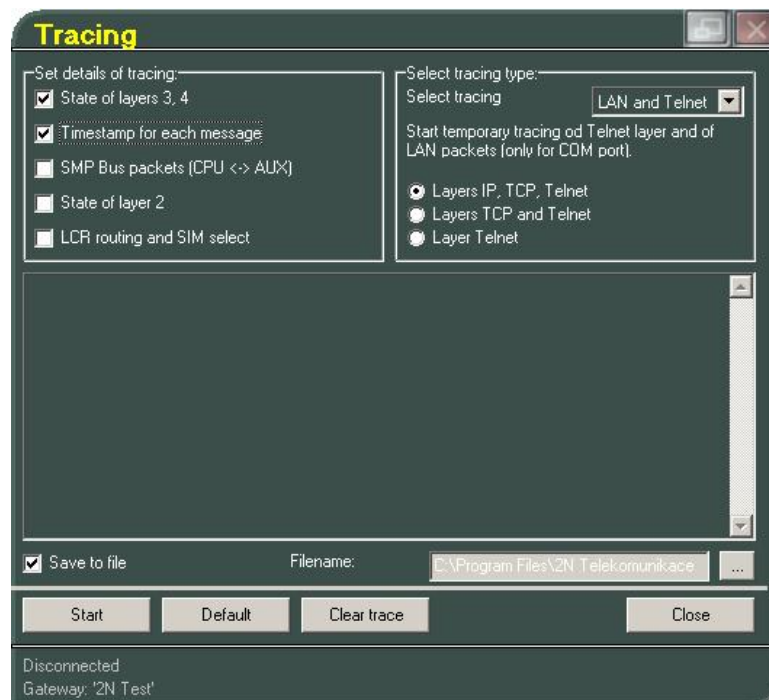 Tracing
Set details of tracing:
State of layers 3, 4
Timestamp for each message
SMP Bus packets (CPU <-> AUX)
State of layer 2
LCR routing and SIM select
Select tracing type:
Select tracing
LAN and Telnet
Start temporary tracing od Telnet layer and of
LAN packets (only for COM port).
Layers IP, TCP, Telnet
Layers TCP and Telnet
Layer Telnet
Save to file
Filename:
C:\Program Files\2N Telekomunikace
...
Start
Default
Clear trace
Close
Disconnected
Gateway: '2N Test'